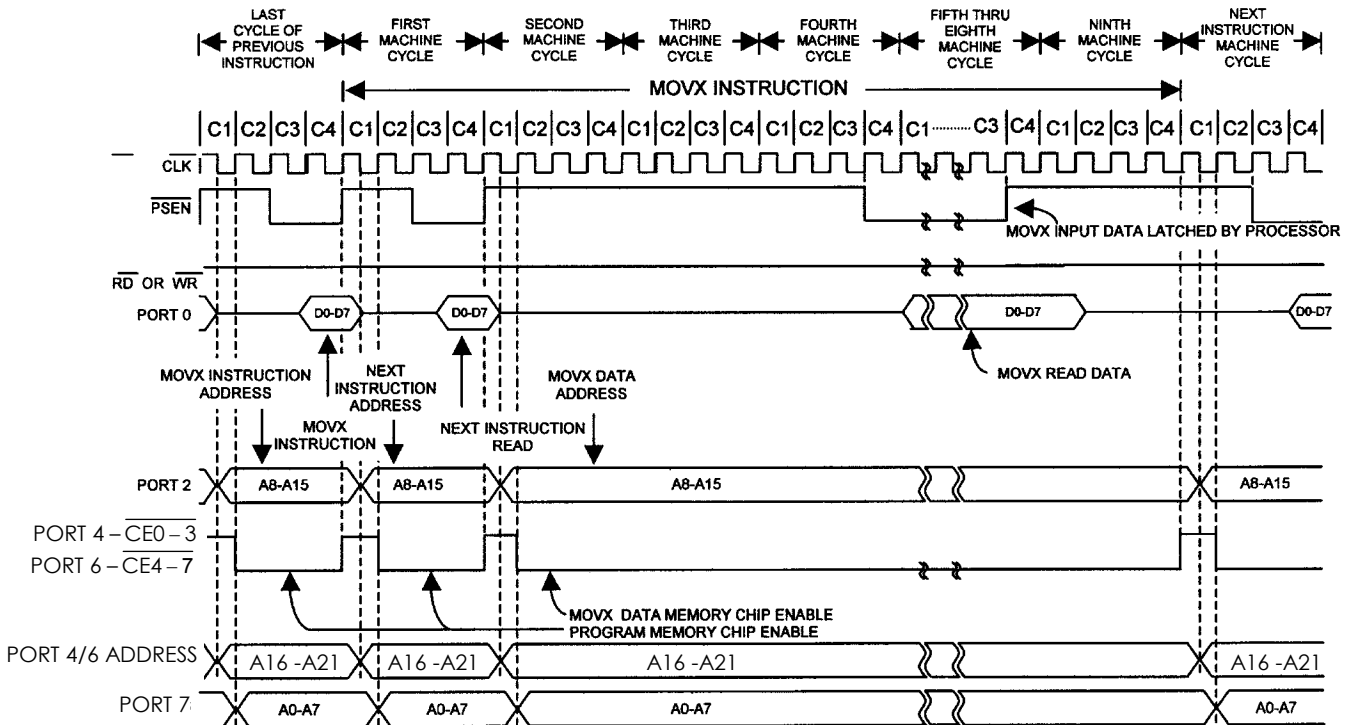 LAST CYCLE OF PREVIOUS INSTRUCTION
FIRST MACHINE CYCLE
SECOND MACHINE CYCLE
THIRD MACHINE CYCLE
FOURTH MACHINE CYCLE
FIFTH THRU EIGHTH MACHINE CYCLE
NINTH MACHINE CYCLE
NEXT INSTRUCTION MACHINE CYCLE
MOVX INSTRUCTION
C1 C2 C3 C4 C1 C2 C3 C4 C1 C2 C3 C4 C1 C2 C3 C4 C1 C2 C3 C4 C1 ........ C3 C4 C1 C2 C3 C4 C1 C2 C3 C4
CLK
PSEN
MOVX INPUT DATA LATCHED BY PROCESSOR
RD OR WR
PORT 0
D0-D7
D0-D7
D0-D7
D0-D7
MOVX INSTRUCTION ADDRESS
NEXT INSTRUCTION ADDRESS
MOVX DATA ADDRESS
MOVX READ DATA
MOVX INSTRUCTION
NEXT INSTRUCTION READ
PORT 2
A8-A15
A8-A15
A8-A15
A8-A15
PORT 4 – CE0 – 3
PORT 6 – CE4 – 7
MOVX DATA MEMORY CHIP ENABLE
PROGRAM MEMORY CHIP ENABLE
PORT 4/6 ADDRESS
A16 -A21
A16 -A21
A16 -A21
A16 -A21
PORT 7
A0-A7
A0-A7
A0-A7
A0-A7